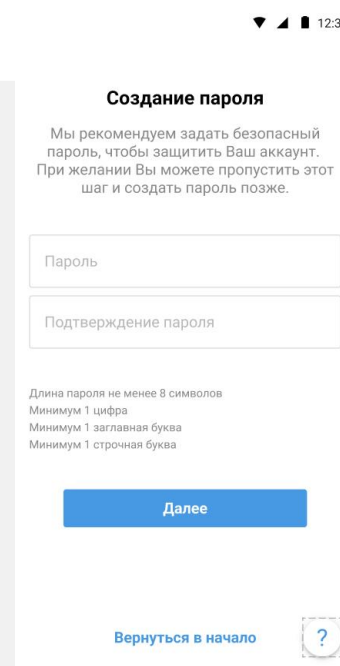 12:3
Создание пароля
Мы рекомендуем задать безопасный
пароль, чтобы защитить Ваш аккаунт.
При желании Вы можете пропустить этот
шаг и создать пароль позже.
Пароль
Подтверждение пароля
Длина пароля не менее 8 символов
Минимум 1 цифра
Минимум 1 заглавная буква
Минимум 1 строчная буква
Далее
Вернуться в начало
?